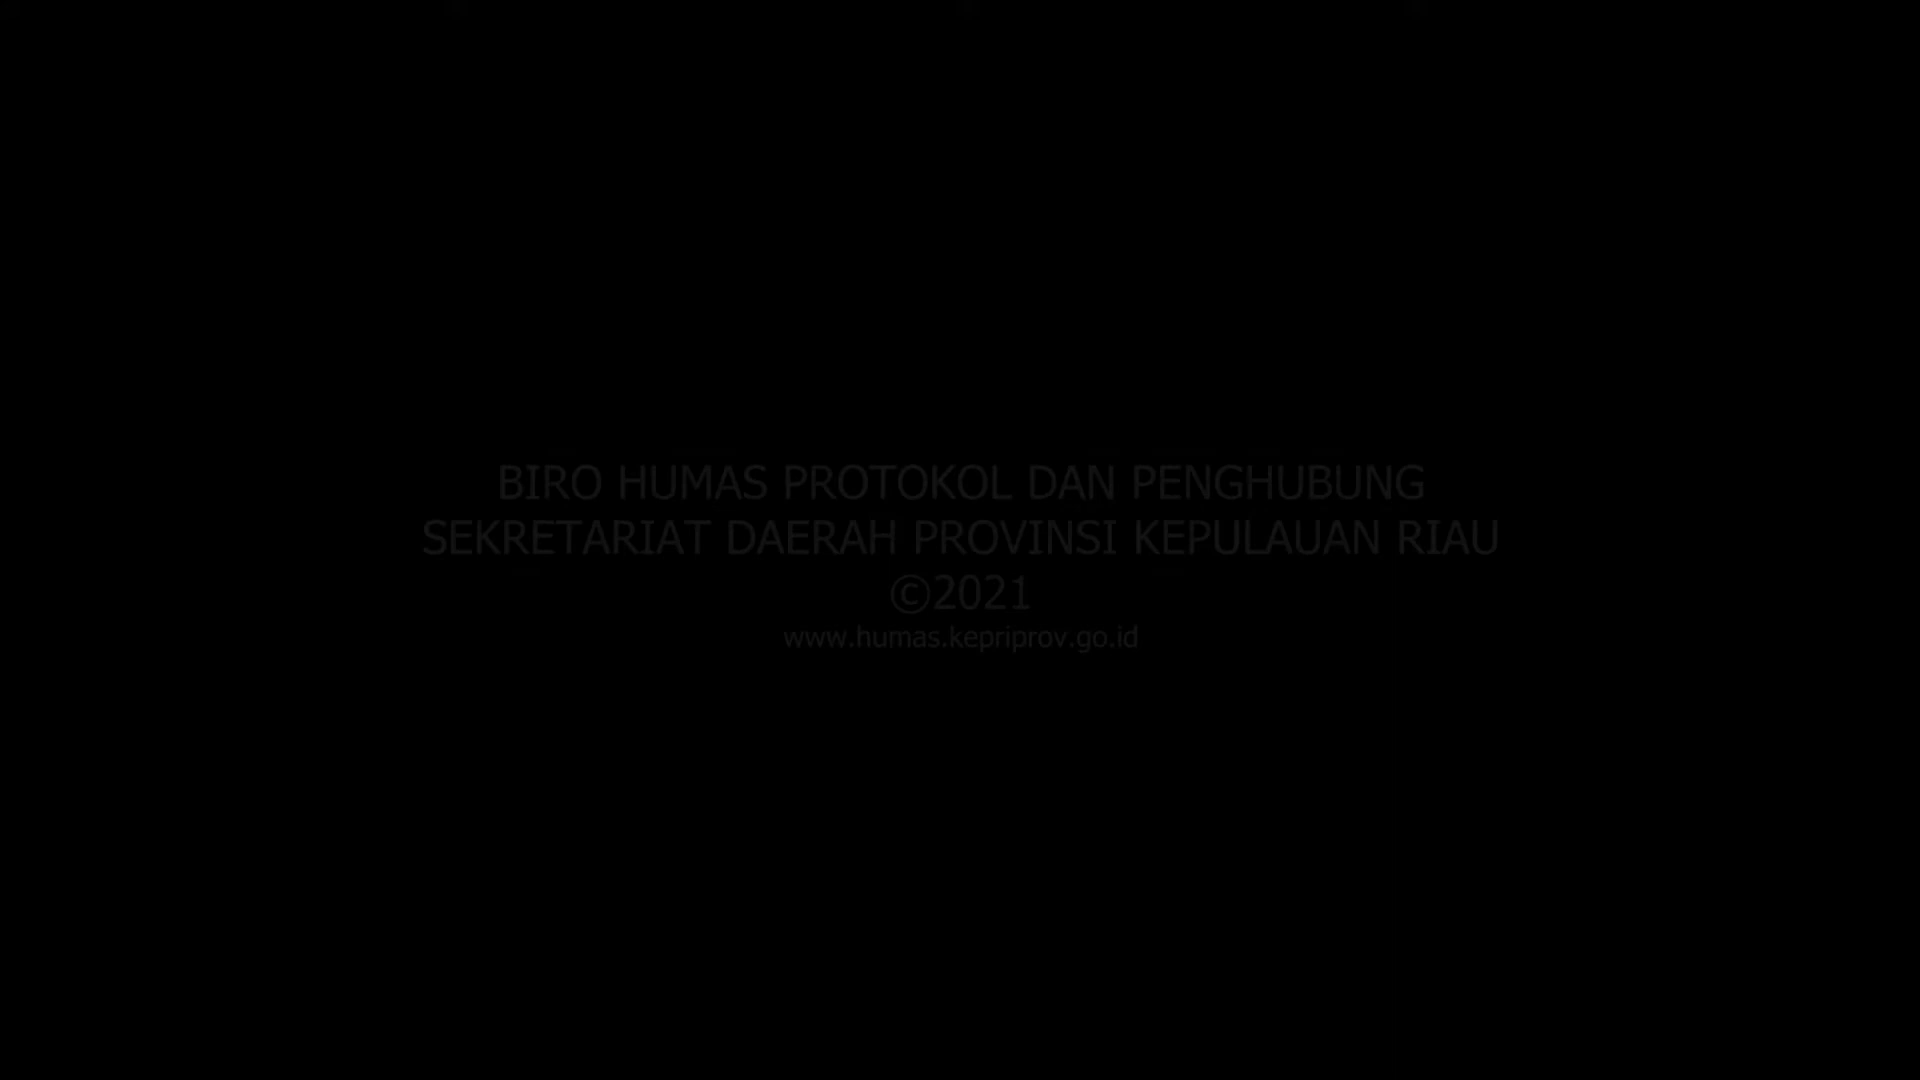 BIRO HUMAS PROTOKOL DAN PENGHUBUNG
SEKRETARIAT DAERAH PROVINSI KEPULAUAN RIAU
©2021
www.humas.kepriprov.go.id